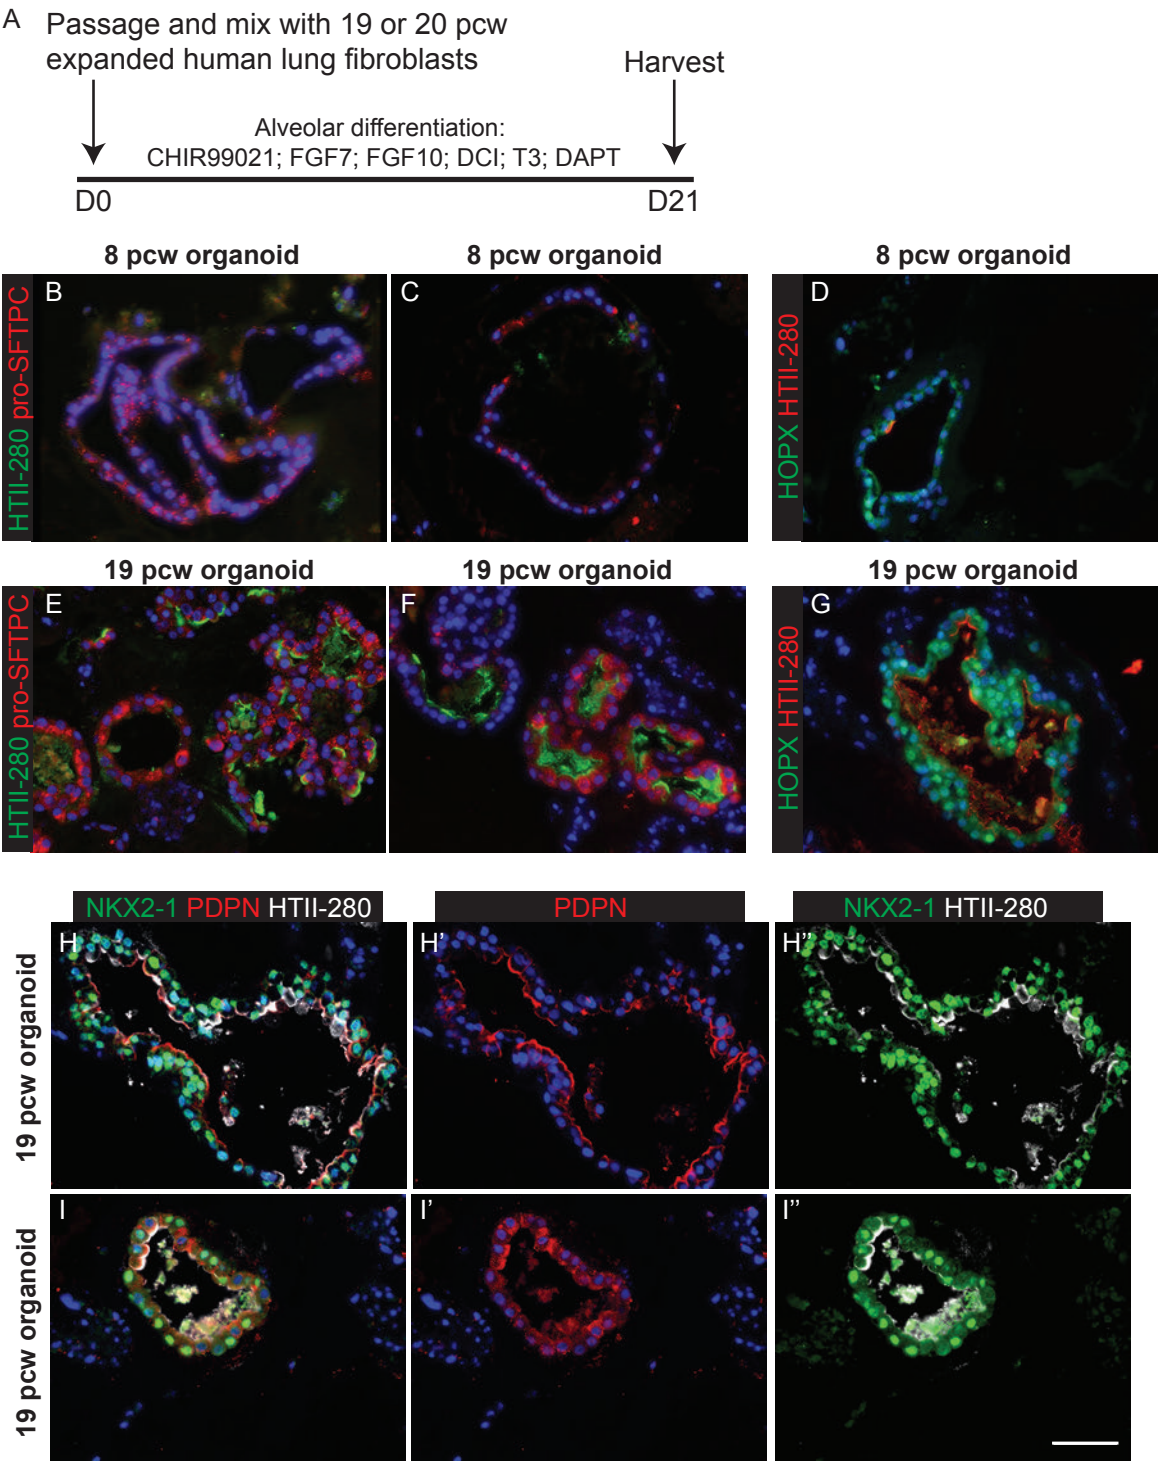 A
Passage and mix with 19 or 20 pcw
expanded human lung fibroblasts
Harvest
Alveolar differentiation:
CHIR99021; FGF7; FGF10; DCI; T3; DAPT
D0
D21
8 pcw organoid
8 pcw organoid
8 pcw organoid
HTII-280 pro-SFTPC
B
C
HOPX HTII-280
D
19 pcw organoid
19 pcw organoid
19 pcw organoid
HTII-280 pro-SFTPC
E
F
HOPX HTII-280
G
NKX2-1 PDPN HTII-280
PDPN
NKX2-1 HTII-280
19 pcw organoid
H
H'
H"
19 pcw organoid
I
I'
I"